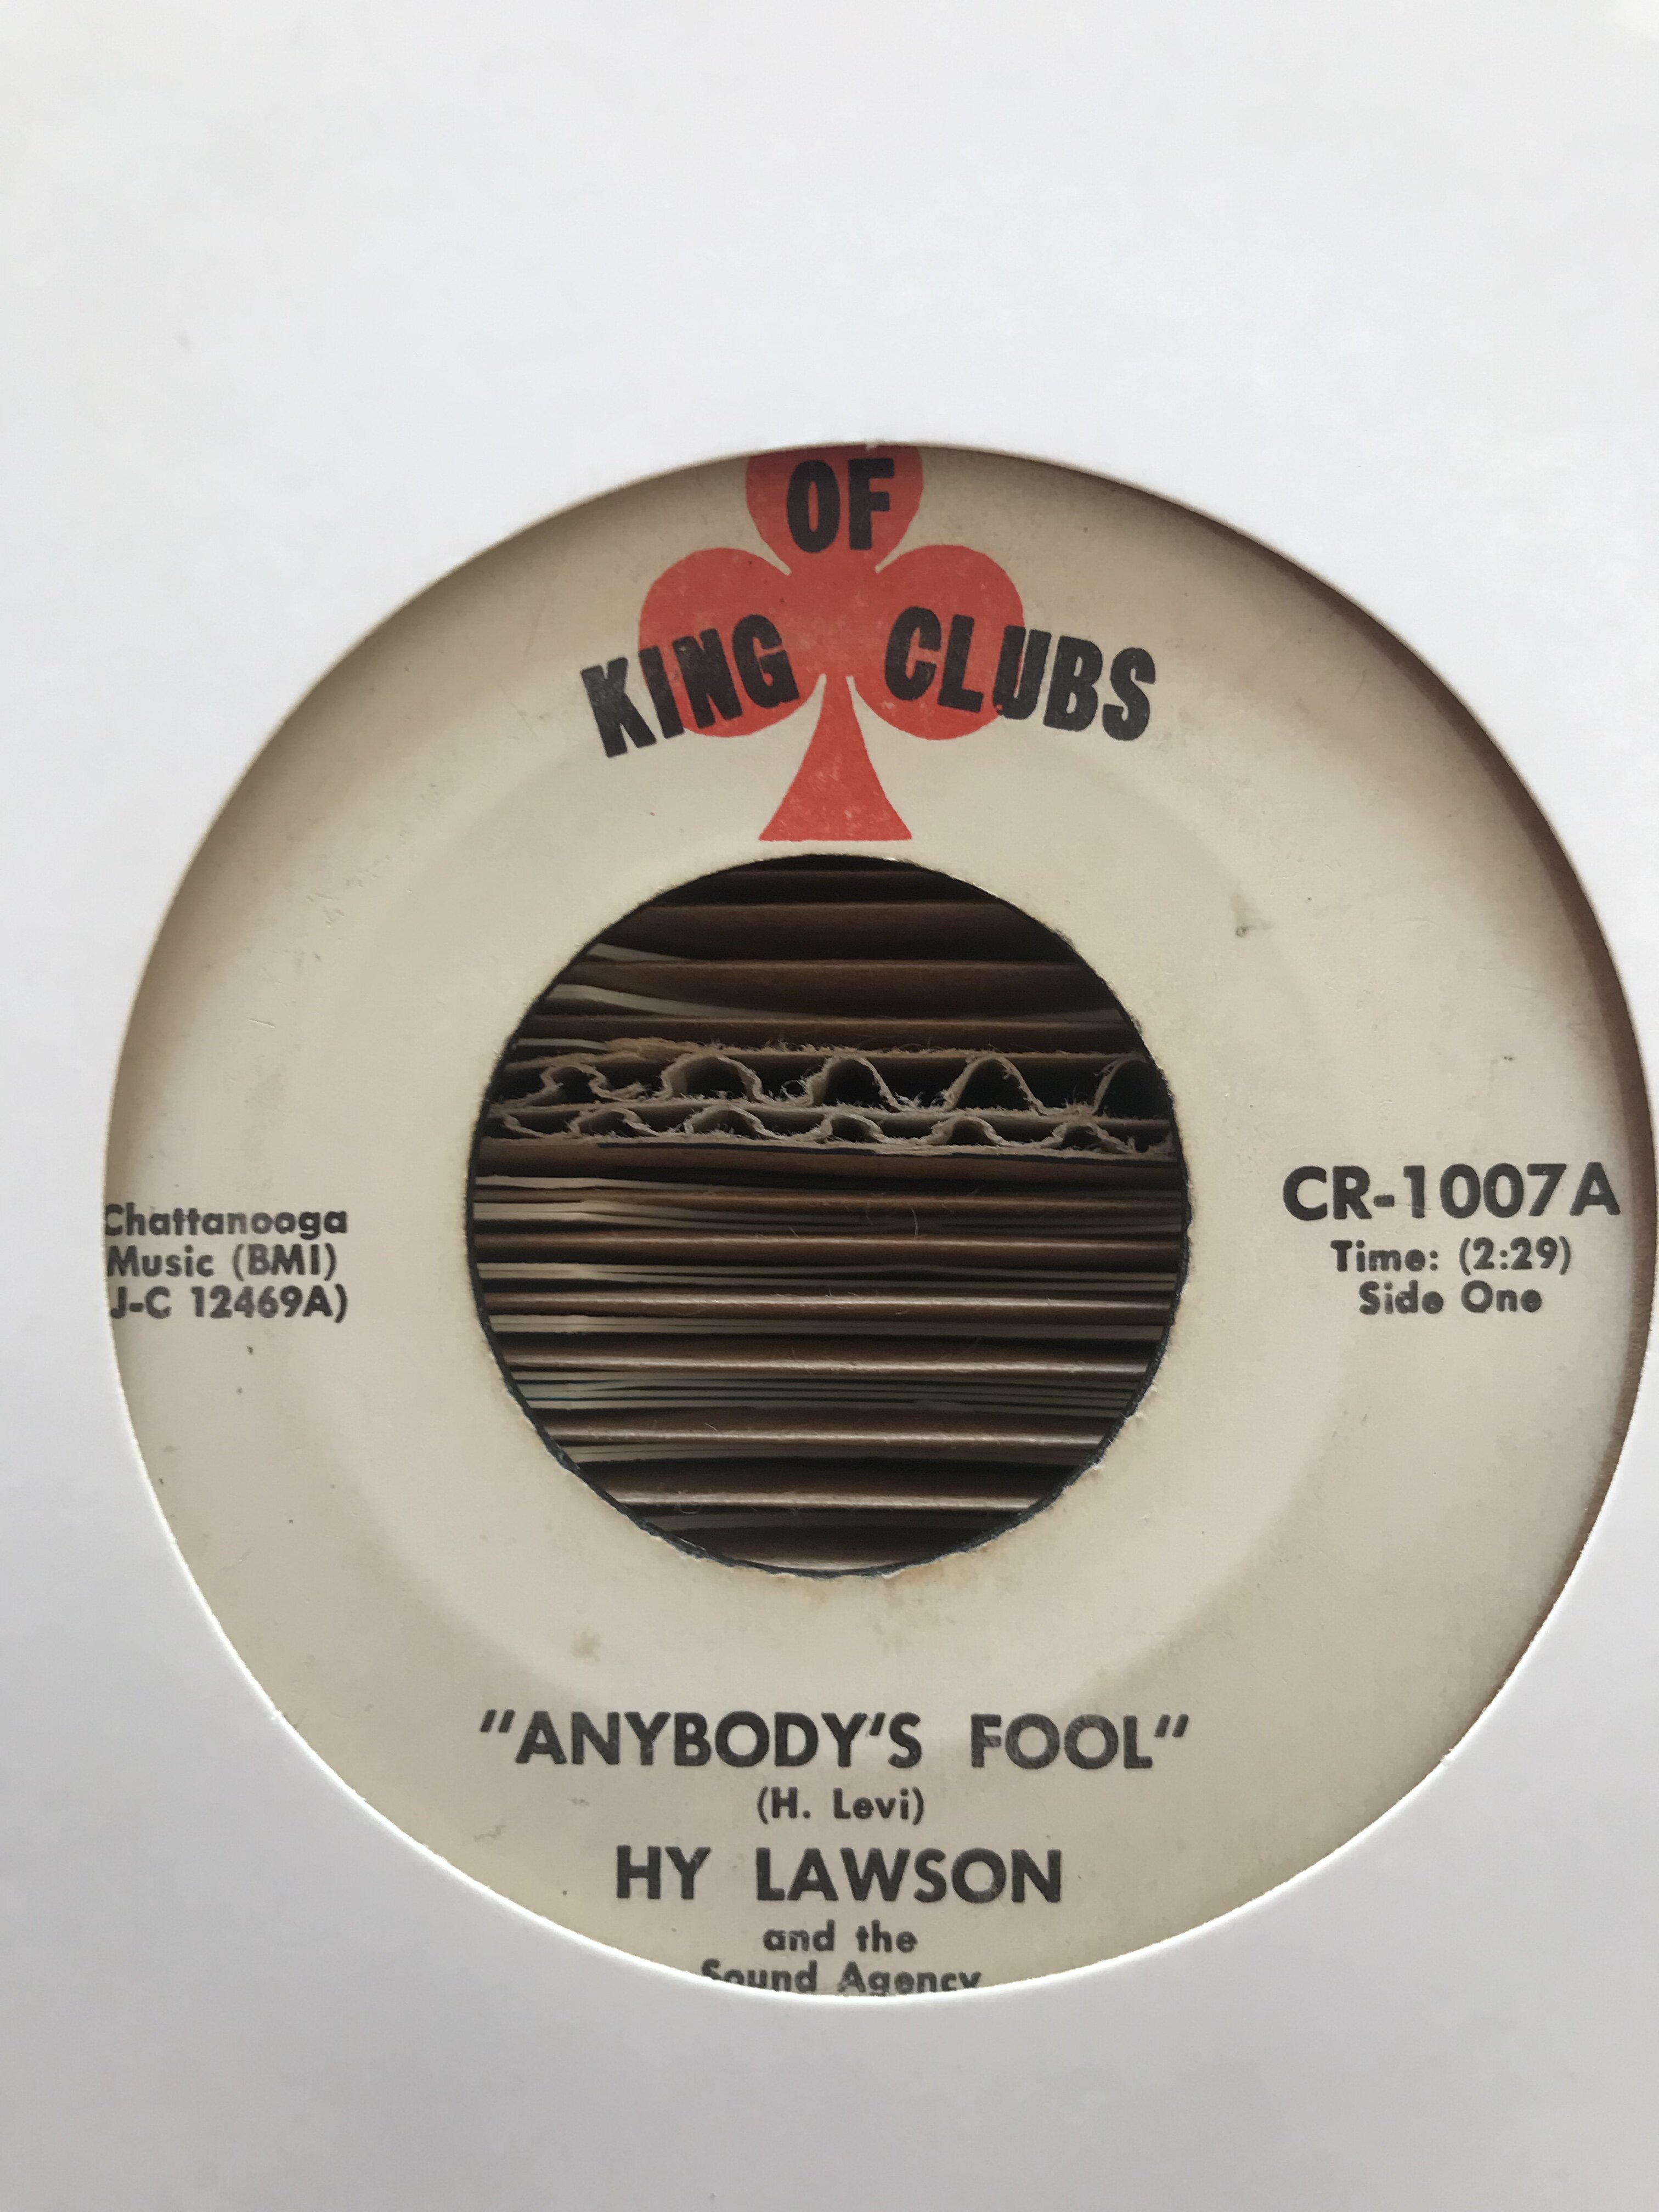 KING OF CLUBS
Chattanooga
Music (BMI)
J-C 12469A)
CR-1007A
Time: (2:29)
Side One
"ANYBODY'S FOOL"
(H. Levi)
HY LAWSON
and the
Sound Agency